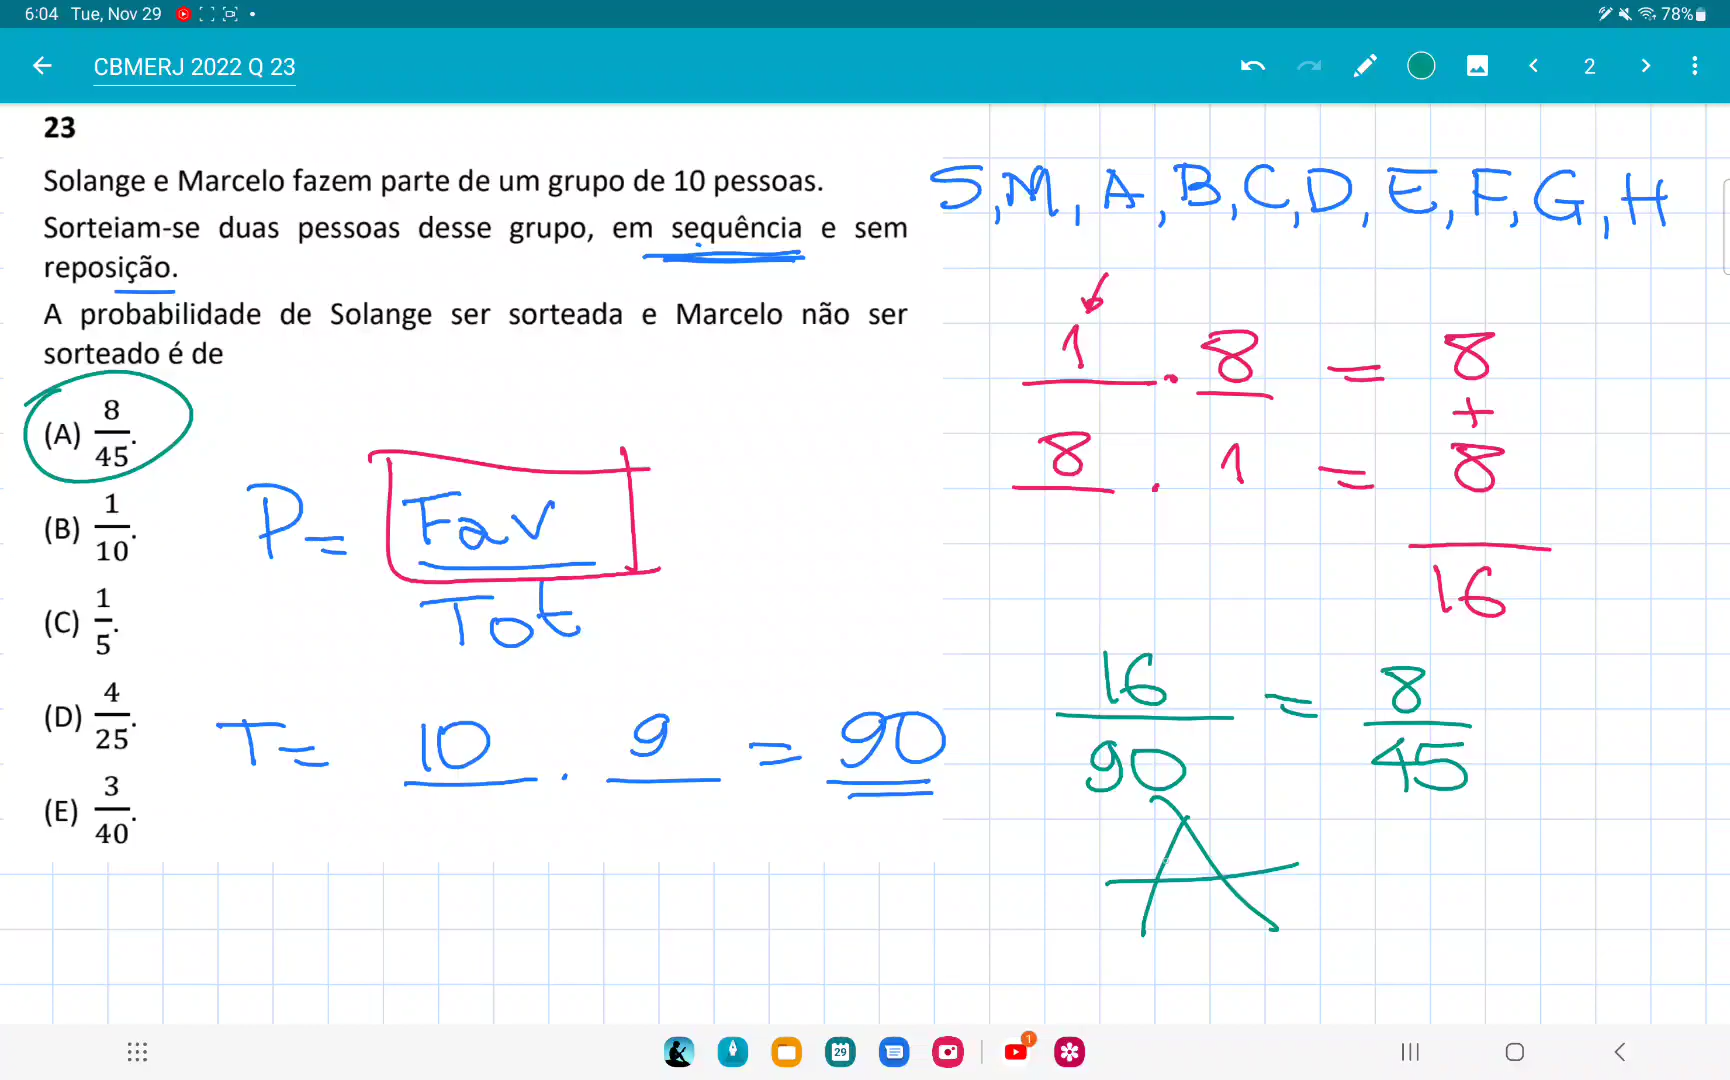 6:04 Tue, Nov 29
78%
CBMERJ 2022 Q 23
2
23
Solange e Marcelo fazem parte de um grupo de 10 pessoas.
Sorteiam-se duas pessoas desse grupo, em sequência e sem
reposição.
A probabilidade de Solange ser sorteada e Marcelo não ser
sorteado é de
(A) 8/45.
(B) 1/10.
(C) 1/5.
(D) 4/25.
(E) 3/40.
P = Fav/Tot
T = 10 . 9 = 90
S, M, A, B, C, D, E, F, G, H
1 . 8 = 8
+
8 . 1 = 8
16
16/90 = 8/45
A
29
1